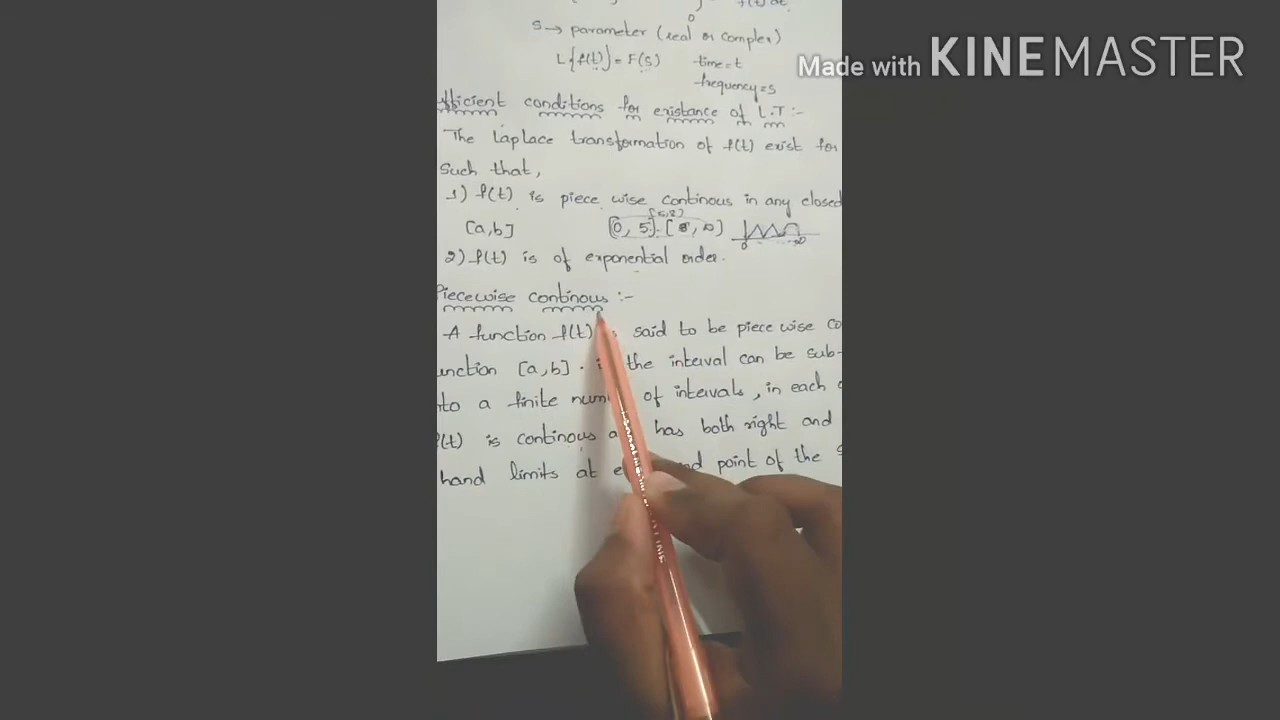 f(t) dt.
0
s → parameter (real or complex)
L{f(t)} = F(s) time = t
frequency = s
Made with KINEMASTER
fficient conditions for existance of L.T :-
The Laplace transformation of f(t) exist for
such that,
1) f(t) is piece wise continous in any closed
[a,b] [0, 5]. [ , ∞]
0 ∞
2) f(t) is of exponential order.
Piecewise continous :-
A function f(t) said to be piece wise co
unction [a,b]. the interval can be sub-
to a finite num of intervals, in each
f(t) is continous a has both right and
hand limits at e nd point of the s